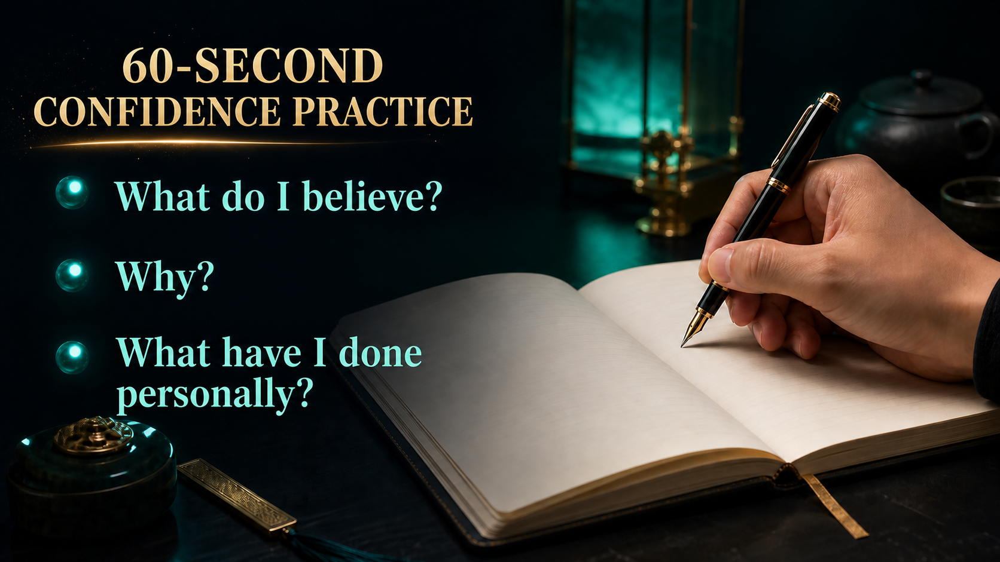 60-SECOND
CONFIDENCE PRACTICE
What do I believe?
Why?
What have I done
personally?